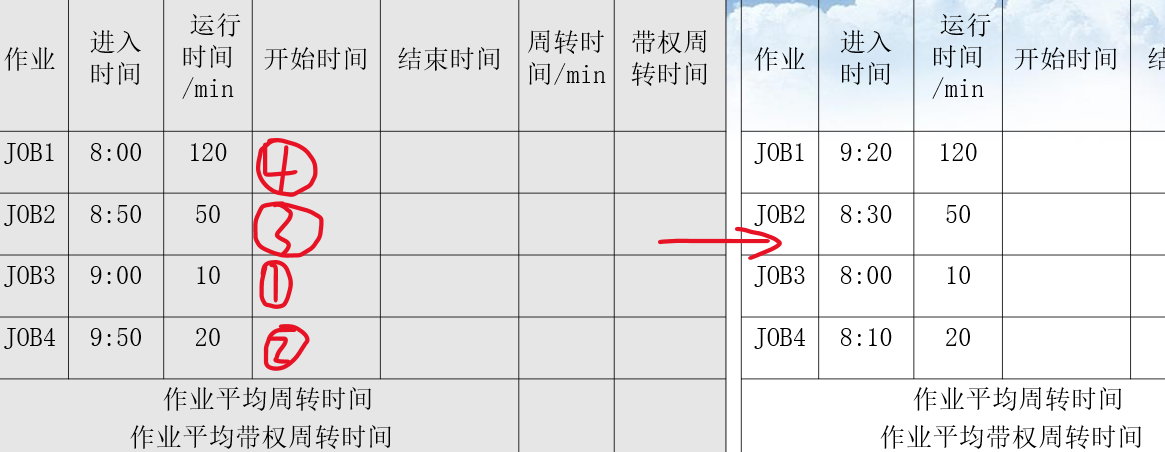 作业 进入时间 运行时间/min 开始时间 结束时间 周转时间/min 带权周转时间
JOB1 8:00 120 ④
JOB2 8:50 50 ③
JOB3 9:00 10 ①
JOB4 9:50 20 ②
作业平均周转时间
作业平均带权周转时间
作业 进入时间 运行时间/min 开始时间
JOB1 9:20 120
JOB2 8:30 50
JOB3 8:00 10
JOB4 8:10 20
作业平均周转时间
作业平均带权周转时间